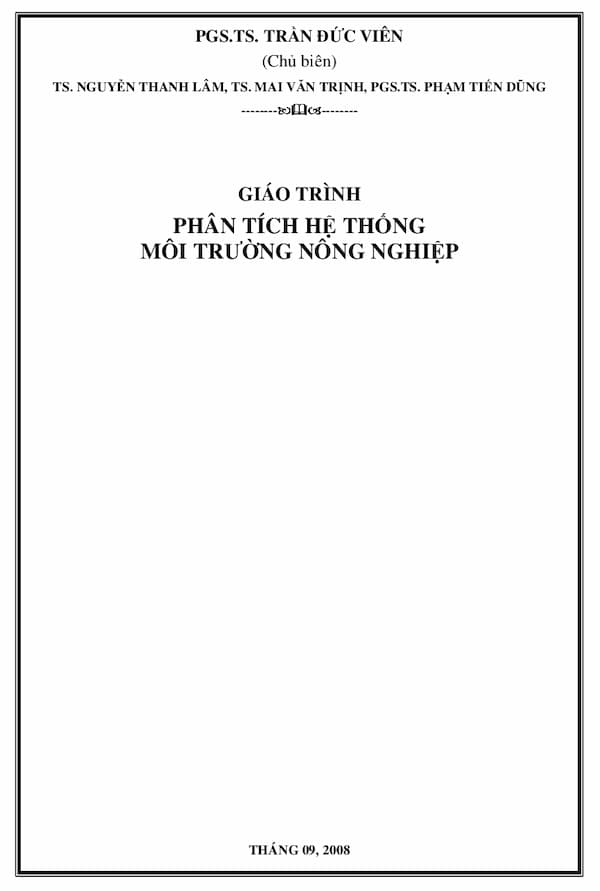 PGS.TS. TRẦN ĐỨC VIÊN
(Chủ biên)
TS. NGUYỄN THANH LÂM, TS. MAI VĂN TRỊNH, PGS.TS. PHẠM TIẾN DŨNG
GIÁO TRÌNH
PHÂN TÍCH HỆ THỐNG
MÔI TRƯỜNG NÔNG NGHIỆP
THÁNG 09, 2008